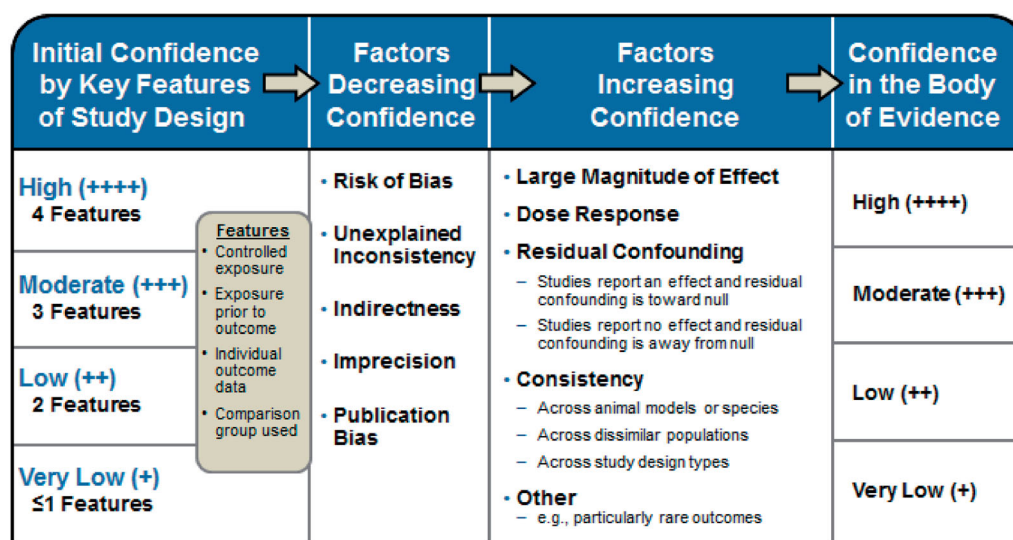 Initial Confidence
by Key Features
of Study Design
Factors
Decreasing
Confidence
Factors
Increasing
Confidence
Confidence
in the Body
of Evidence
High (++++)
4 Features
Moderate (+++)
3 Features
Low (++)
2 Features
Very Low (+)
≤1 Features
Features
• Controlled
exposure
• Exposure
prior to
outcome
• Individual
outcome
data
• Comparison
group used
• Risk of Bias
• Unexplained
Inconsistency
• Indirectness
• Imprecision
• Publication
Bias
• Large Magnitude of Effect
• Dose Response
• Residual Confounding
– Studies report an effect and residual
confounding is toward null
– Studies report no effect and residual
confounding is away from null
• Consistency
– Across animal models or species
– Across dissimilar populations
– Across study design types
• Other
– e.g., particularly rare outcomes
High (++++)
Moderate (+++)
Low (++)
Very Low (+)